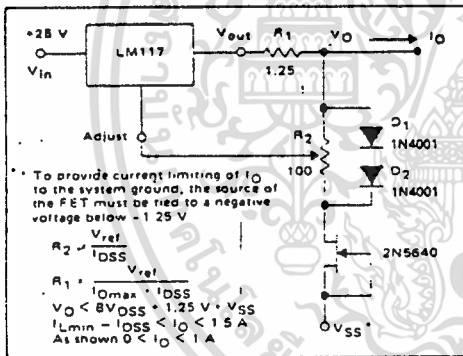 +28 V
LM117
Vout
R1
VO
IO
Vin
1.25
Adjust
R2
100
D1
1N4001
D2
1N4001
* To provide current limiting of IO
to the system ground, the source of
the FET must be tied to a negative
voltage below -1.25 V
R2 = Vref / IDSS
R1 = Vref / IOmax + IDSS
VO < BVDSS + 1.25 V + VSS
ILmin - IDSS < IO < 1.5 A
As shown 0 < IO < 1 A
2N5640
VSS*